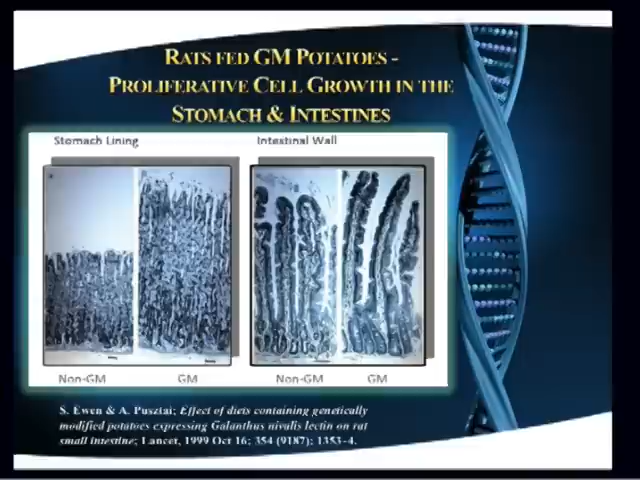 RATS FED GM POTATOES -
PROLIFERATIVE CELL GROWTH IN THE
STOMACH & INTESTINES
Stomach Lining
Intestinal Wall
Non-GM
GM
Non-GM
GM
S. Ewen & A. Pusztai; Effect of diets containing genetically
modified potatoes expressing Galanthus nivalis lectin on rat
small intestine; Lancet, 1999 Oct 16; 354 (9187); 1353-4.